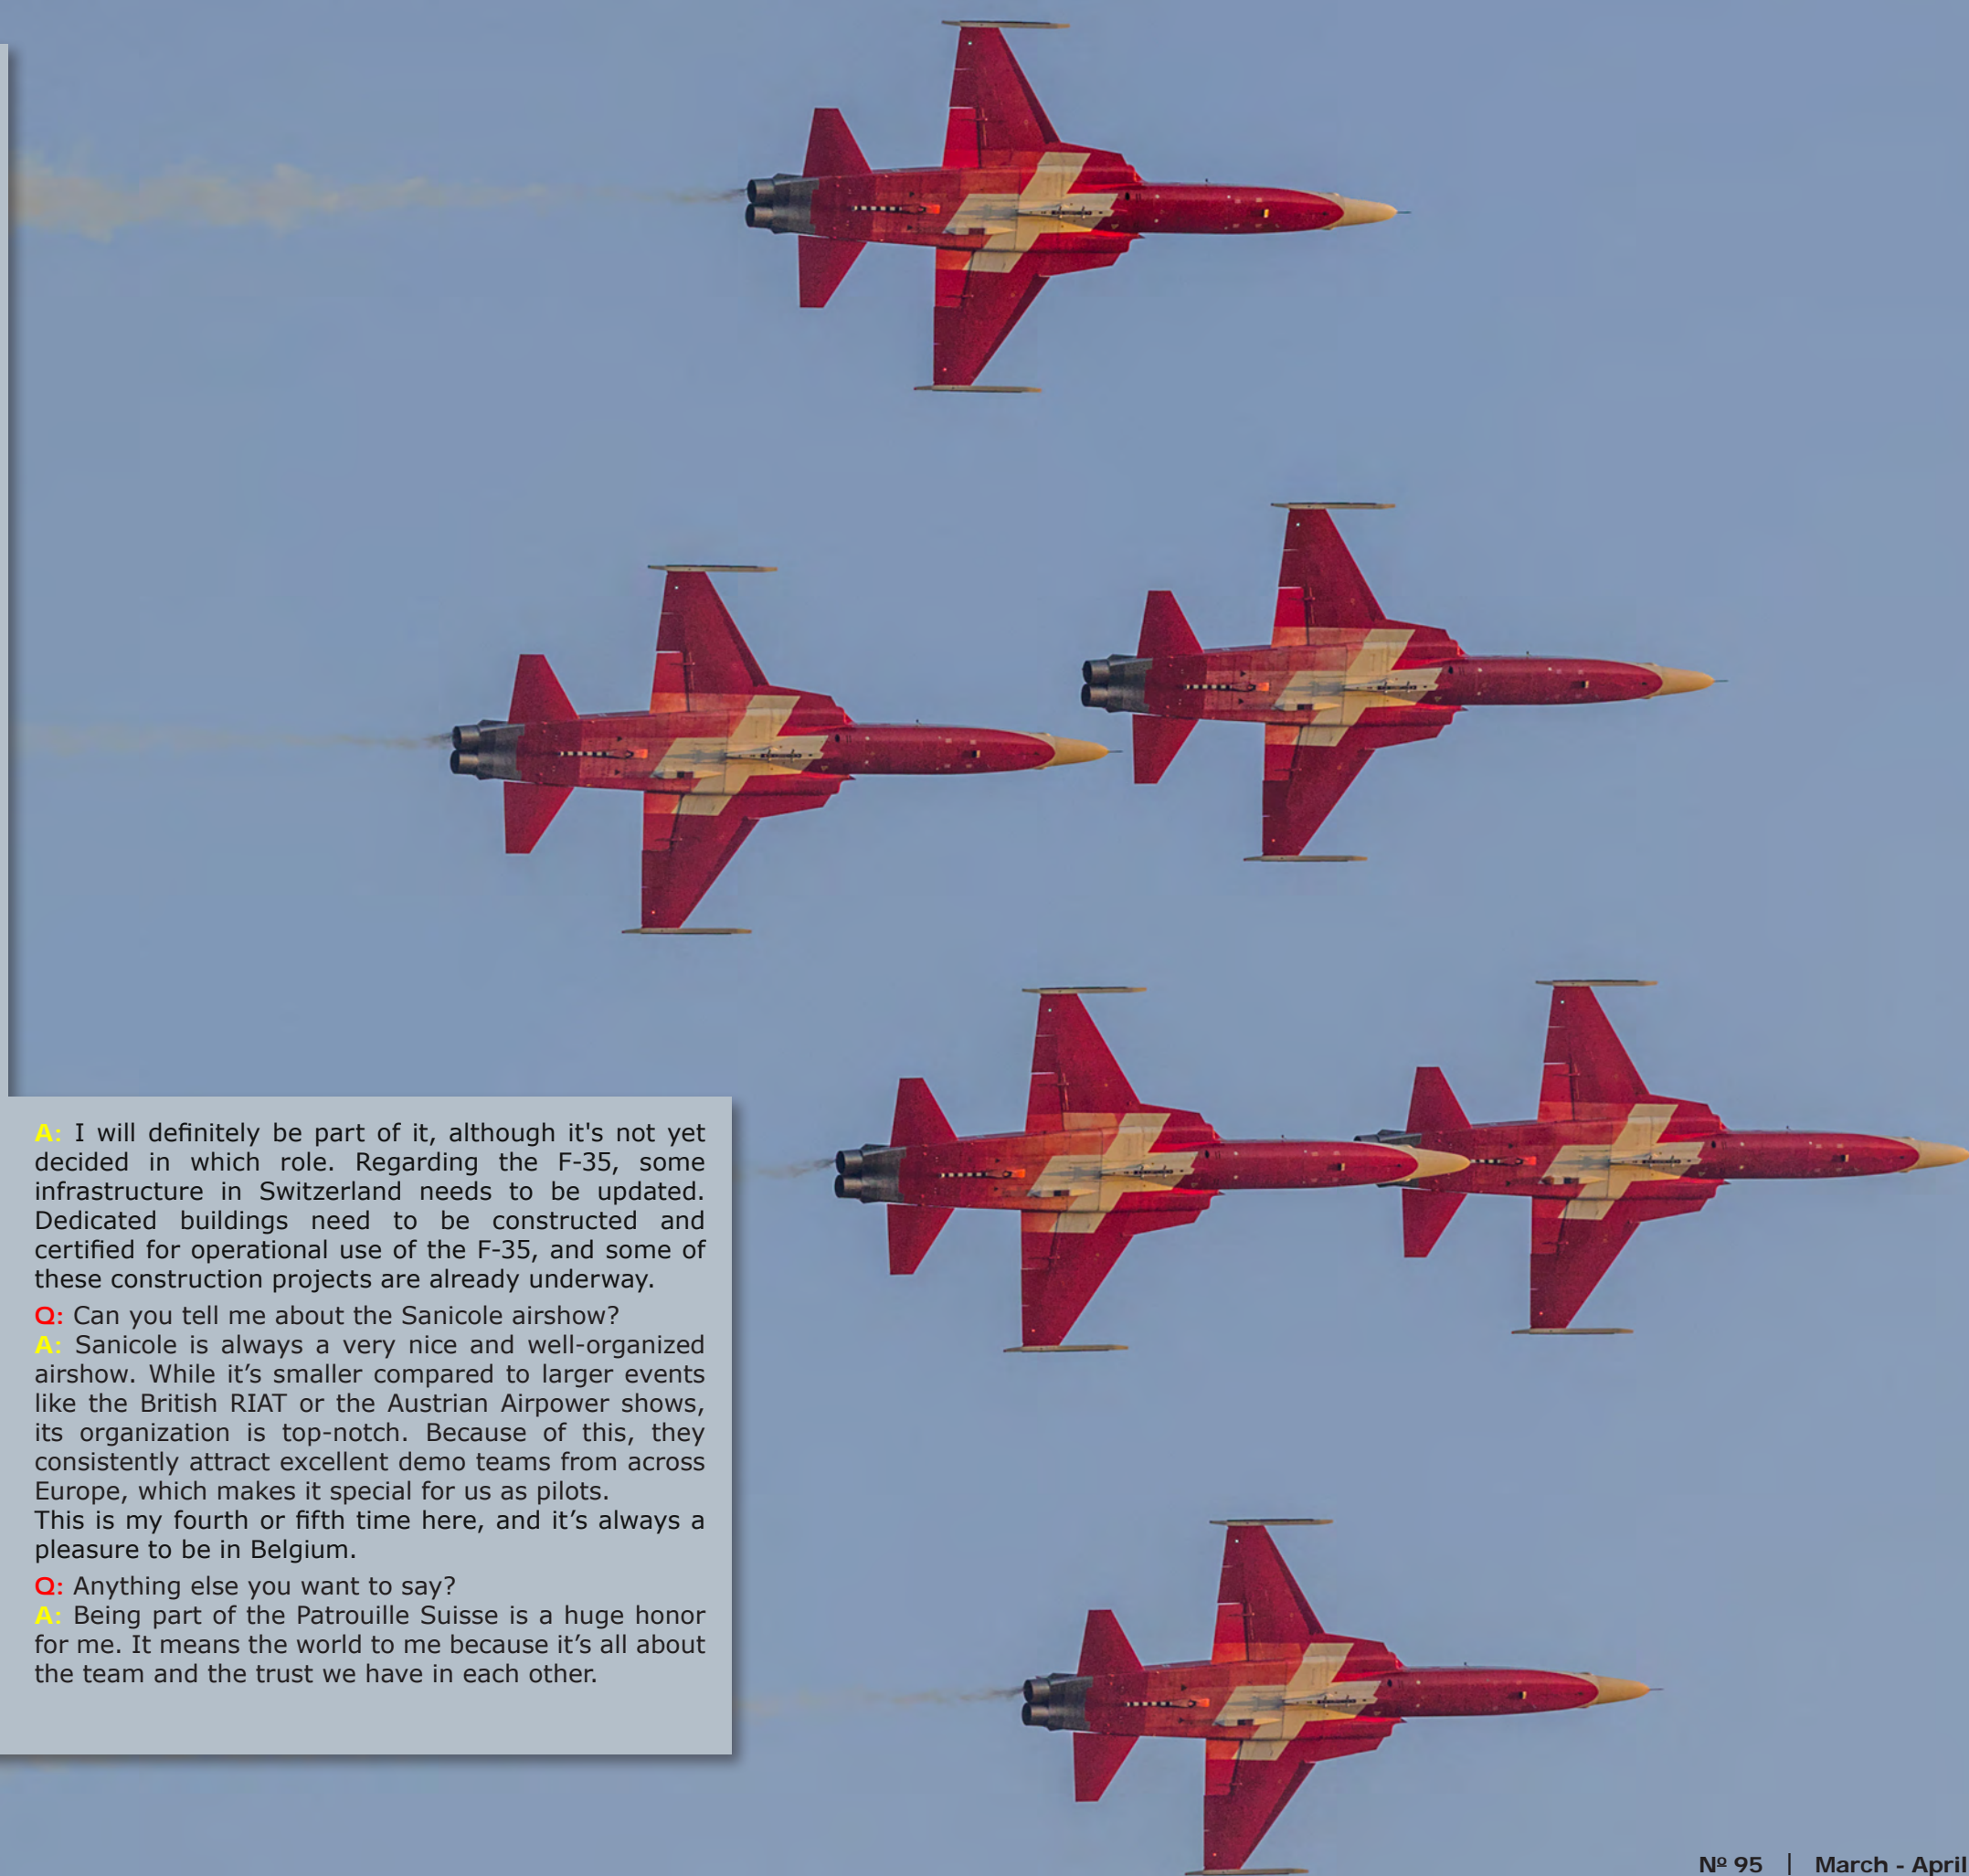 A: I will definitely be part of it, although it's not yet
decided in which role. Regarding the F-35, some
infrastructure in Switzerland needs to be updated.
Dedicated buildings need to be constructed and
certified for operational use of the F-35, and some of
these construction projects are already underway.
Q: Can you tell me about the Sanicole airshow?
A: Sanicole is always a very nice and well-organized
airshow. While it’s smaller compared to larger events
like the British RIAT or the Austrian Airpower shows,
its organization is top-notch. Because of this, they
consistently attract excellent demo teams from across
Europe, which makes it special for us as pilots.
This is my fourth or fifth time here, and it’s always a
pleasure to be in Belgium.
Q: Anything else you want to say?
A: Being part of the Patrouille Suisse is a huge honor
for me. It means the world to me because it’s all about
the team and the trust we have in each other.
Nº 95 | March - April